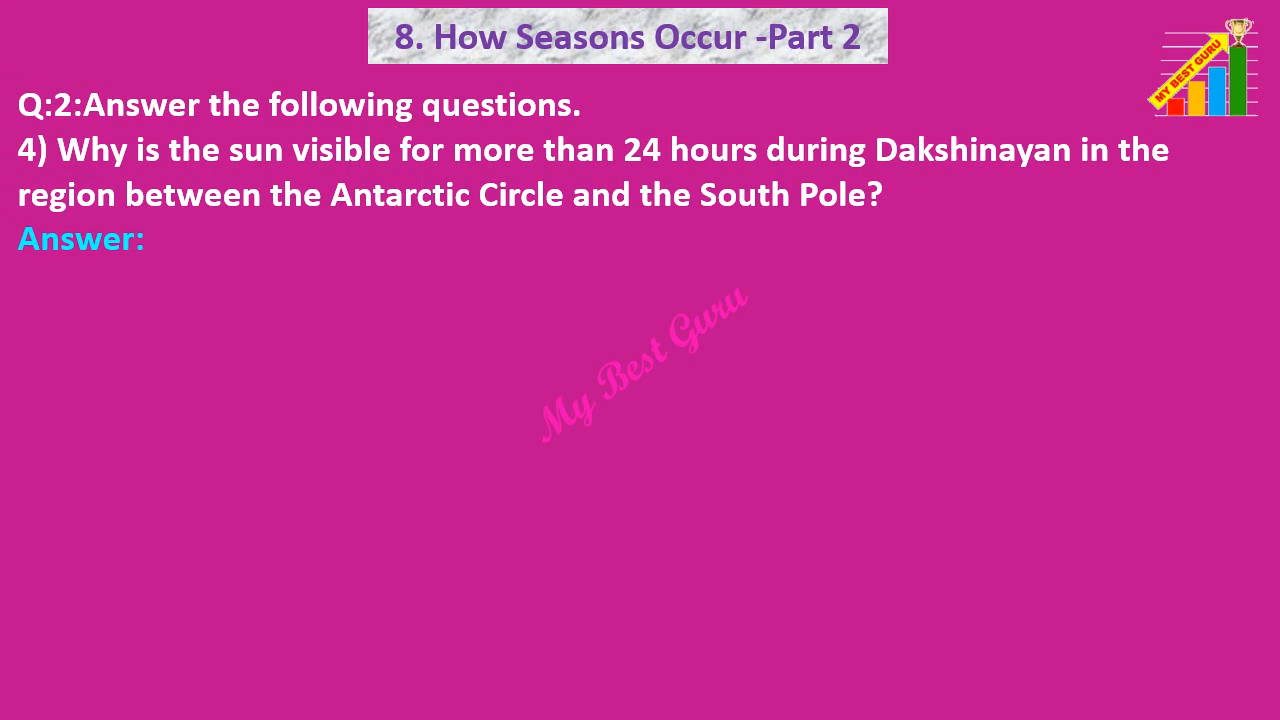 8. How Seasons Occur -Part 2
MY BEST GURU
Q:2:Answer the following questions.
4) Why is the sun visible for more than 24 hours during Dakshinayan in the
region between the Antarctic Circle and the South Pole?
Answer:
My Best Guru